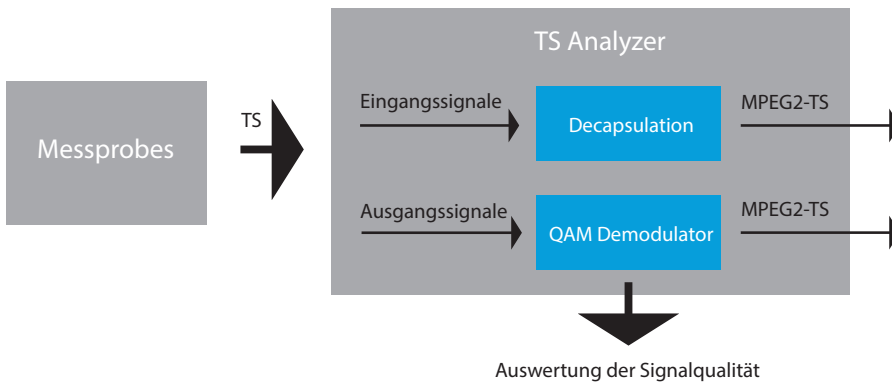 TS Analyzer
Messprobes
TS
Eingangssignale
Decapsulation
MPEG2-TS
Ausgangssignale
QAM Demodulator
MPEG2-TS
Auswertung der Signalqualität